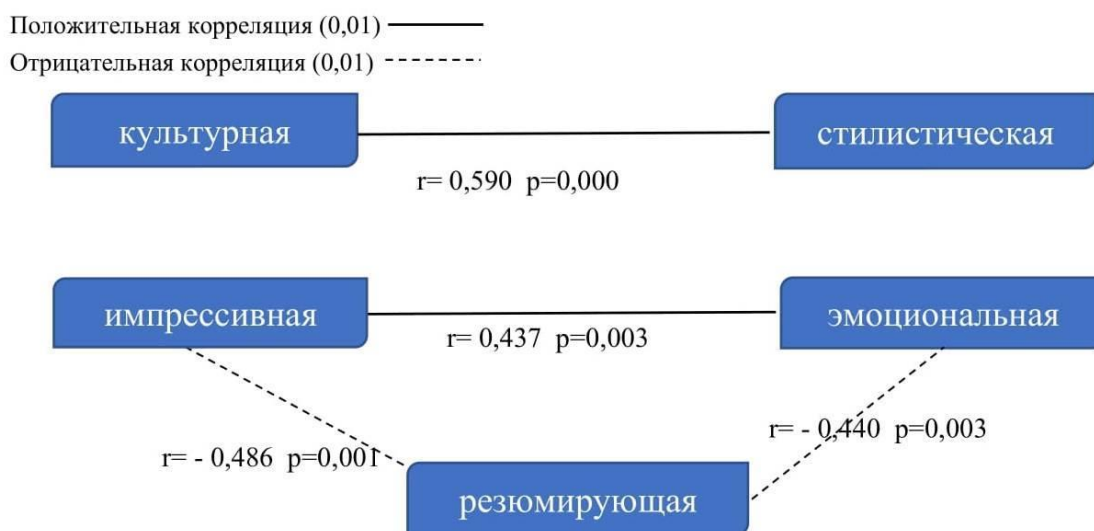 Положительная корреляция (0,01)
Отрицательная корреляция (0,01)
культурная
стилистическая
r= 0,590 p=0,000
импрессивная
эмоциональная
r= 0,437 p=0,003
r= - 0,440 p=0,003
r= - 0,486 p=0,001
резюмирующая